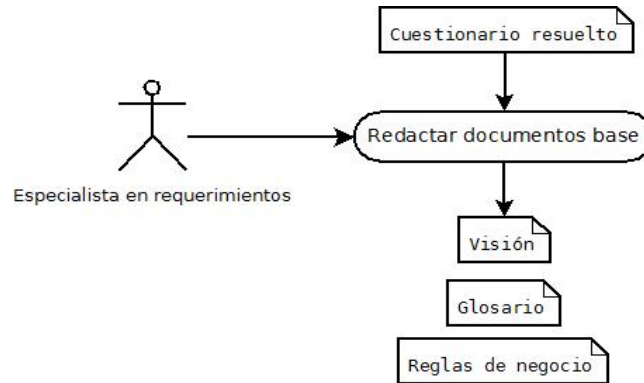 Cuestionario resuelto
Redactar documentos base
Especialista en requerimientos
Visión
Glosario
Reglas de negocio